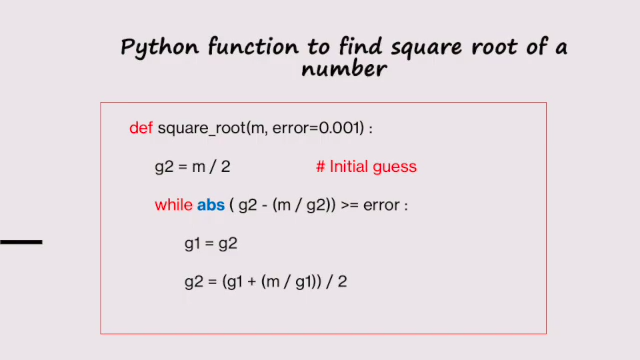 Python function to find square root of a
number
def square_root(m, error=0.001) :
g2 = m / 2 # Initial guess
while abs ( g2 - (m / g2)) >= error :
g1 = g2
g2 = (g1 + (m / g1)) / 2